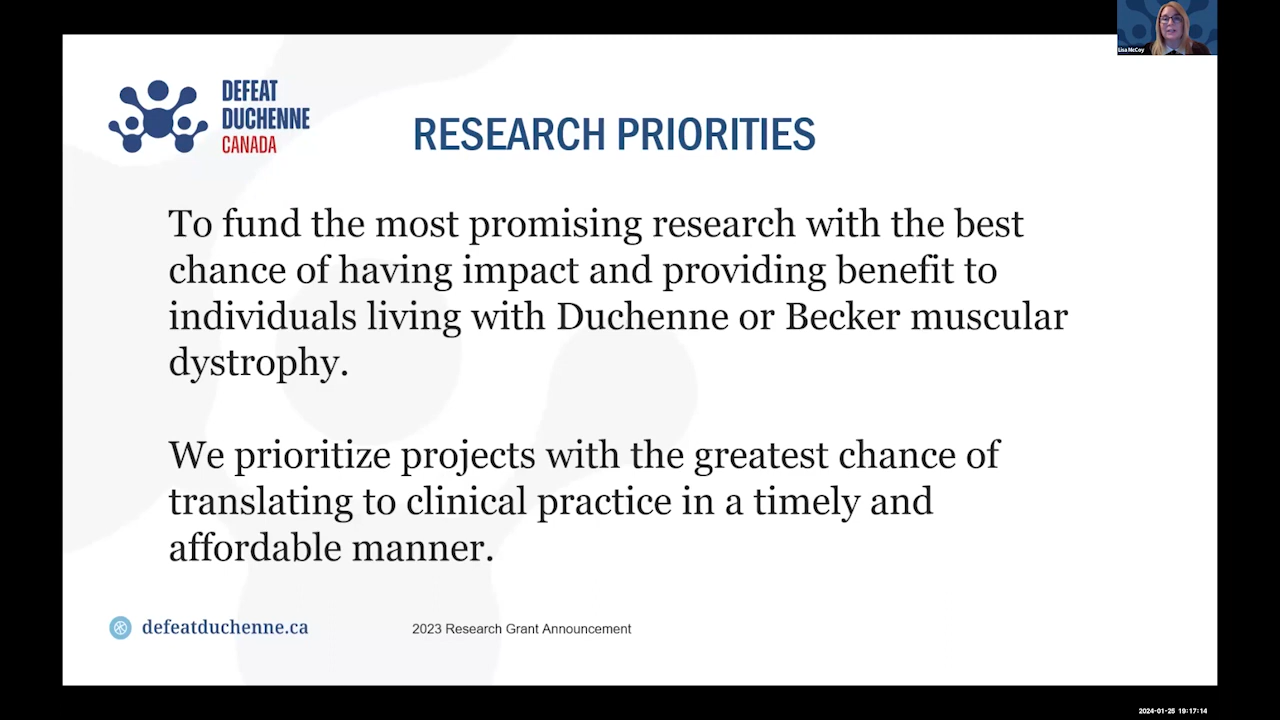 Lisa McCoy
DEFEAT
DUCHENNE
CANADA
RESEARCH PRIORITIES
To fund the most promising research with the best
chance of having impact and providing benefit to
individuals living with Duchenne or Becker muscular
dystrophy.
We prioritize projects with the greatest chance of
translating to clinical practice in a timely and
affordable manner.
defeatduchenne.ca
2023 Research Grant Announcement
2024-01-25 19:17:14